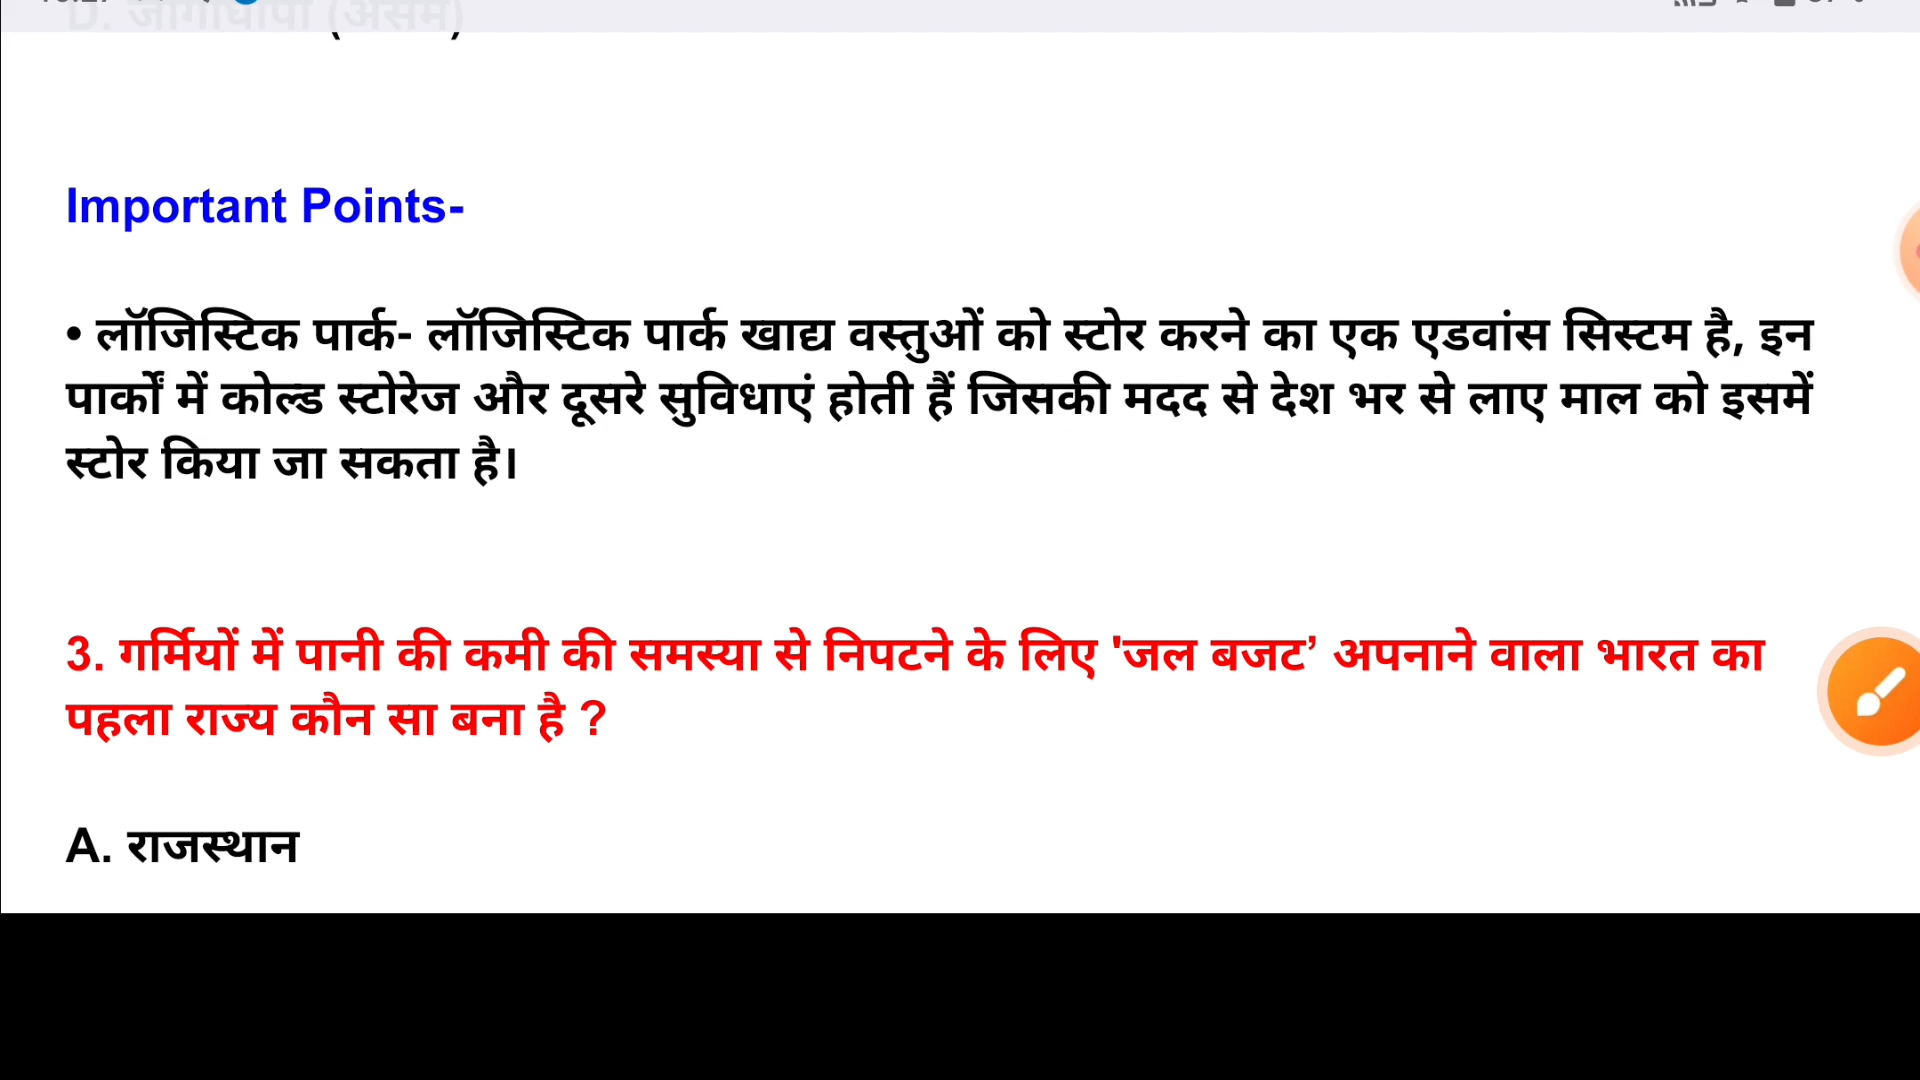 D. जोगीघोपा (असम)
Important Points-
• लॉजिस्टिक पार्क- लॉजिस्टिक पार्क खाद्य वस्तुओं को स्टोर करने का एक एडवांस सिस्टम है, इन
पार्कों में कोल्ड स्टोरेज और दूसरे सुविधाएं होती हैं जिसकी मदद से देश भर से लाए माल को इसमें
स्टोर किया जा सकता है।
3. गर्मियों में पानी की कमी की समस्या से निपटने के लिए 'जल बजट’ अपनाने वाला भारत का
पहला राज्य कौन सा बना है ?
A. राजस्थान